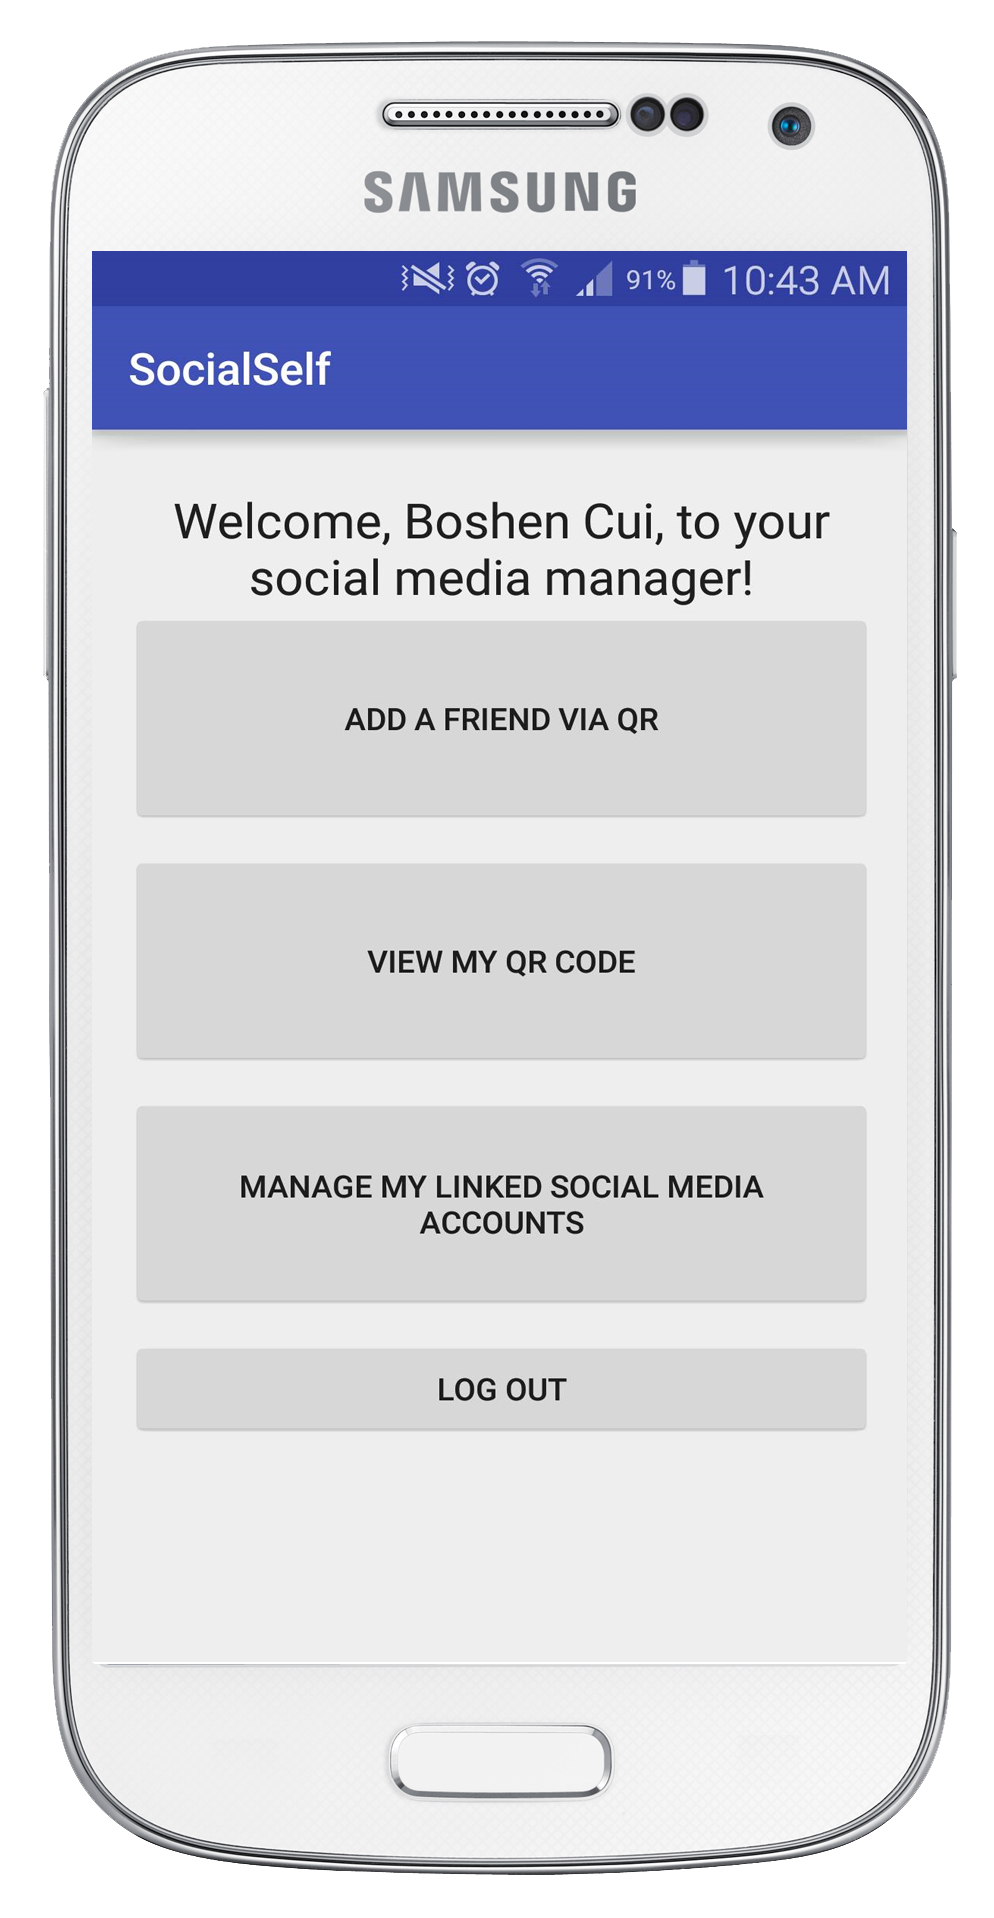 SAMSUNG
91% 10:43 AM
SocialSelf
Welcome, Boshen Cui, to your
social media manager!
ADD A FRIEND VIA QR
VIEW MY QR CODE
MANAGE MY LINKED SOCIAL MEDIA
ACCOUNTS
LOG OUT